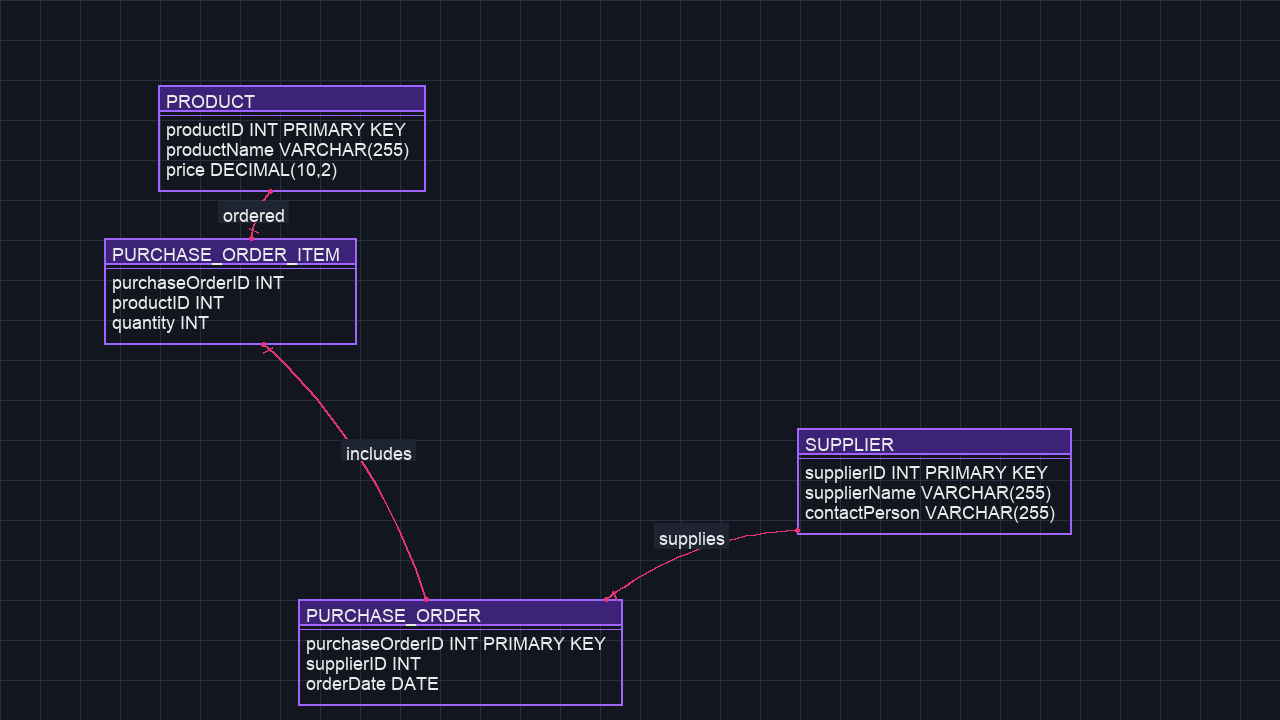 PRODUCT
productID INT PRIMARY KEY
productName VARCHAR(255)
price DECIMAL(10,2)
ordered
PURCHASE_ORDER_ITEM
purchaseOrderID INT
productID INT
quantity INT
includes
SUPPLIER
supplierID INT PRIMARY KEY
supplierName VARCHAR(255)
contactPerson VARCHAR(255)
supplies
PURCHASE_ORDER
purchaseOrderID INT PRIMARY KEY
supplierID INT
orderDate DATE